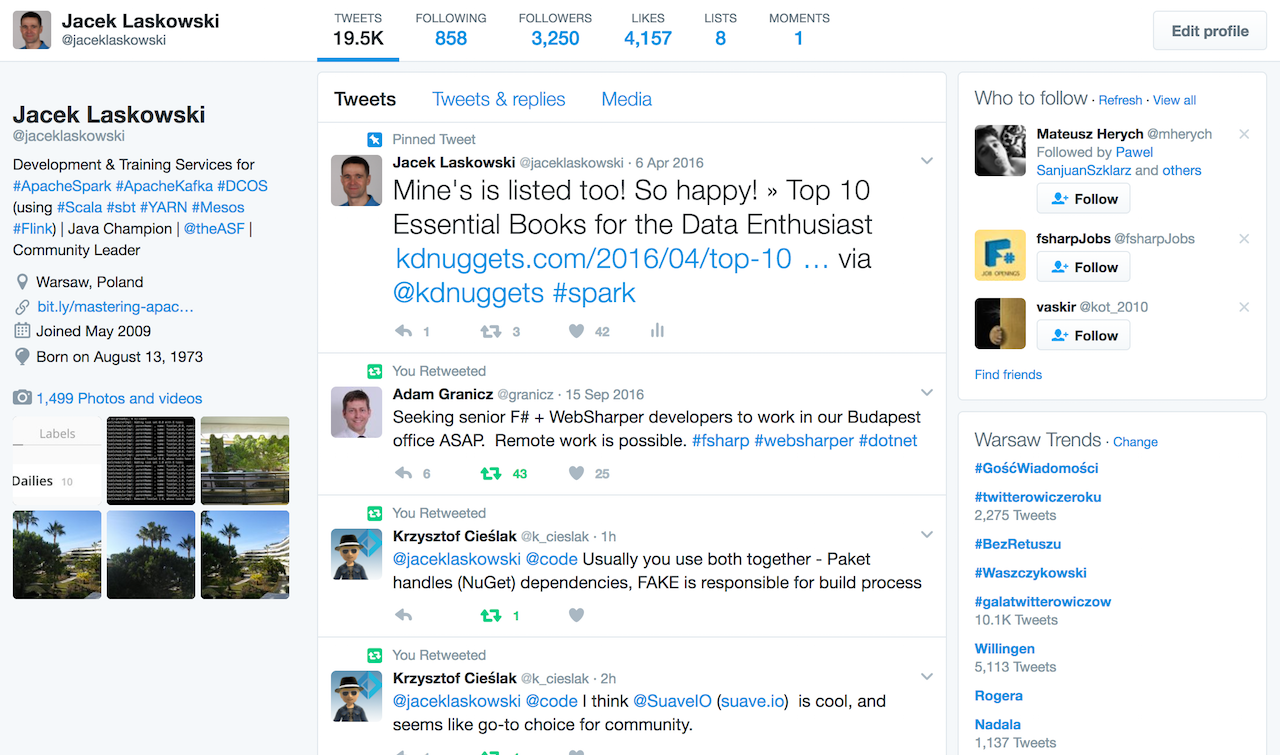 Jacek Laskowski
@jaceklaskowski
TWEETS
19.5K
FOLLOWING
858
FOLLOWERS
3,250
LIKES
4,157
LISTS
8
MOMENTS
1
Edit profile
Jacek Laskowski
@jaceklaskowski
Development & Training Services for
#ApacheSpark #ApacheKafka #DCOS
(using #Scala #sbt #YARN #Mesos
#Flink) | Java Champion | @theASF |
Community Leader
Warsaw, Poland
bit.ly/mastering-apac…
Joined May 2009
Born on August 13, 1973
1,499 Photos and videos
Labels
Dailies 10
Tweets Tweets & replies Media
Pinned Tweet
Jacek Laskowski @jaceklaskowski · 6 Apr 2016
Mine's is listed too! So happy! » Top 10
Essential Books for the Data Enthusiast
kdnuggets.com/2016/04/top-10 … via
@kdnuggets #spark
1 3 42
You Retweeted
Adam Granicz @granicz · 15 Sep 2016
Seeking senior F# + WebSharper developers to work in our Budapest
office ASAP. Remote work is possible. #fsharp #websharper #dotnet
6 43 25
You Retweeted
Krzysztof Cieślak @k_cieslak · 1h
@jaceklaskowski @code Usually you use both together - Paket
handles (NuGet) dependencies, FAKE is responsible for build process
1
You Retweeted
Krzysztof Cieślak @k_cieslak · 2h
@jaceklaskowski @code I think @SuaveIO (suave.io) is cool, and
seems like go-to choice for community.
Who to follow · Refresh · View all
Mateusz Herych @mherych
Followed by Pawel
SanjuanSzklarz and others
Follow
F#
JOB OPENINGS
fsharpJobs @fsharpJobs
Follow
vaskir @kot_2010
Follow
Find friends
Warsaw Trends · Change
#GośćWiadomości
#twitterowiczeroku
2,275 Tweets
#BezRetuszu
#Waszczykowski
#galatwitterowiczow
10.1K Tweets
Willingen
5,113 Tweets
Rogera
Nadala
1,137 Tweets